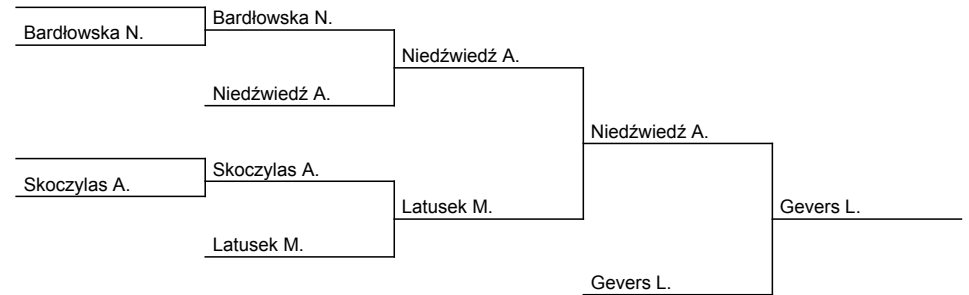 Bardłowska N.
Bardłowska N.
Niedźwiedź A.
Niedźwiedź A.
Niedźwiedź A.
Skoczylas A.
Skoczylas A.
Latusek M.
Gevers L.
Latusek M.
Gevers L.